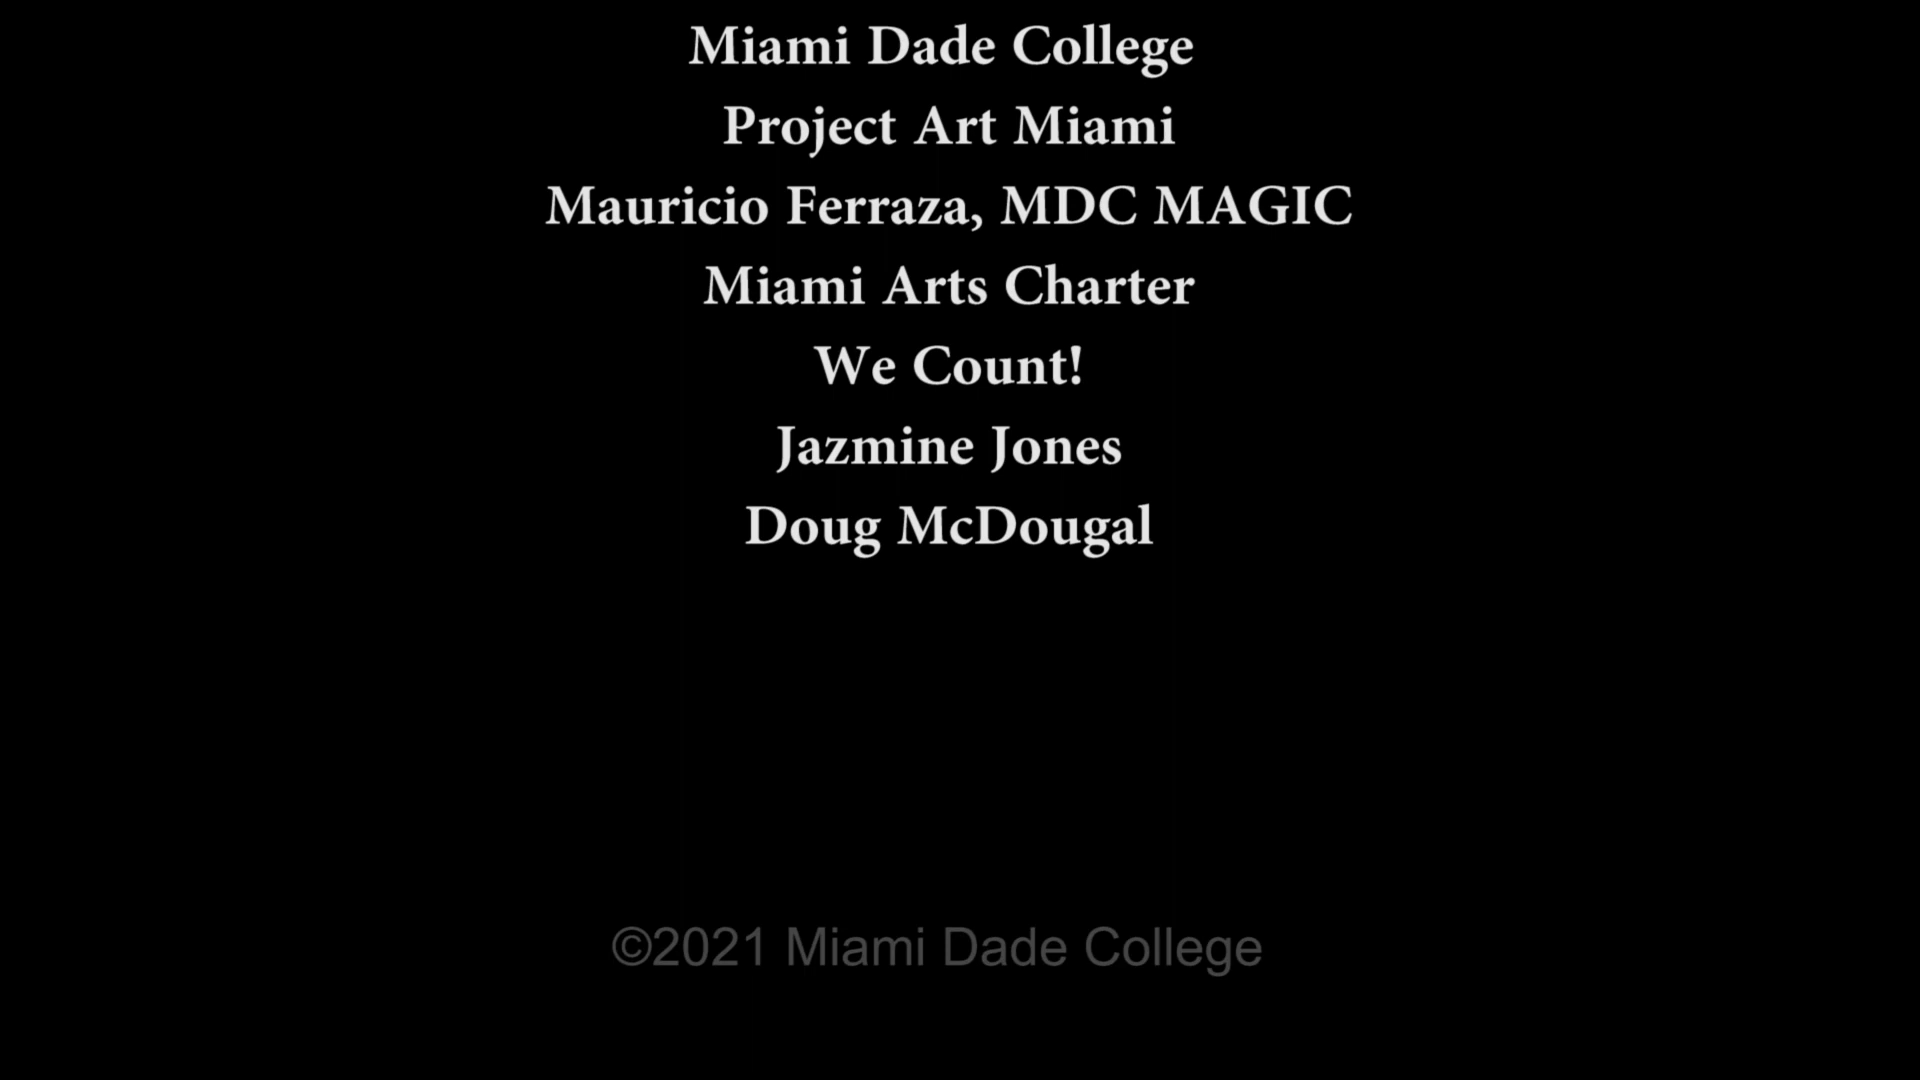 Miami Dade College
Project Art Miami
Mauricio Ferraza, MDC MAGIC
Miami Arts Charter
We Count!
Jazmine Jones
Doug McDougal
©2021 Miami Dade College